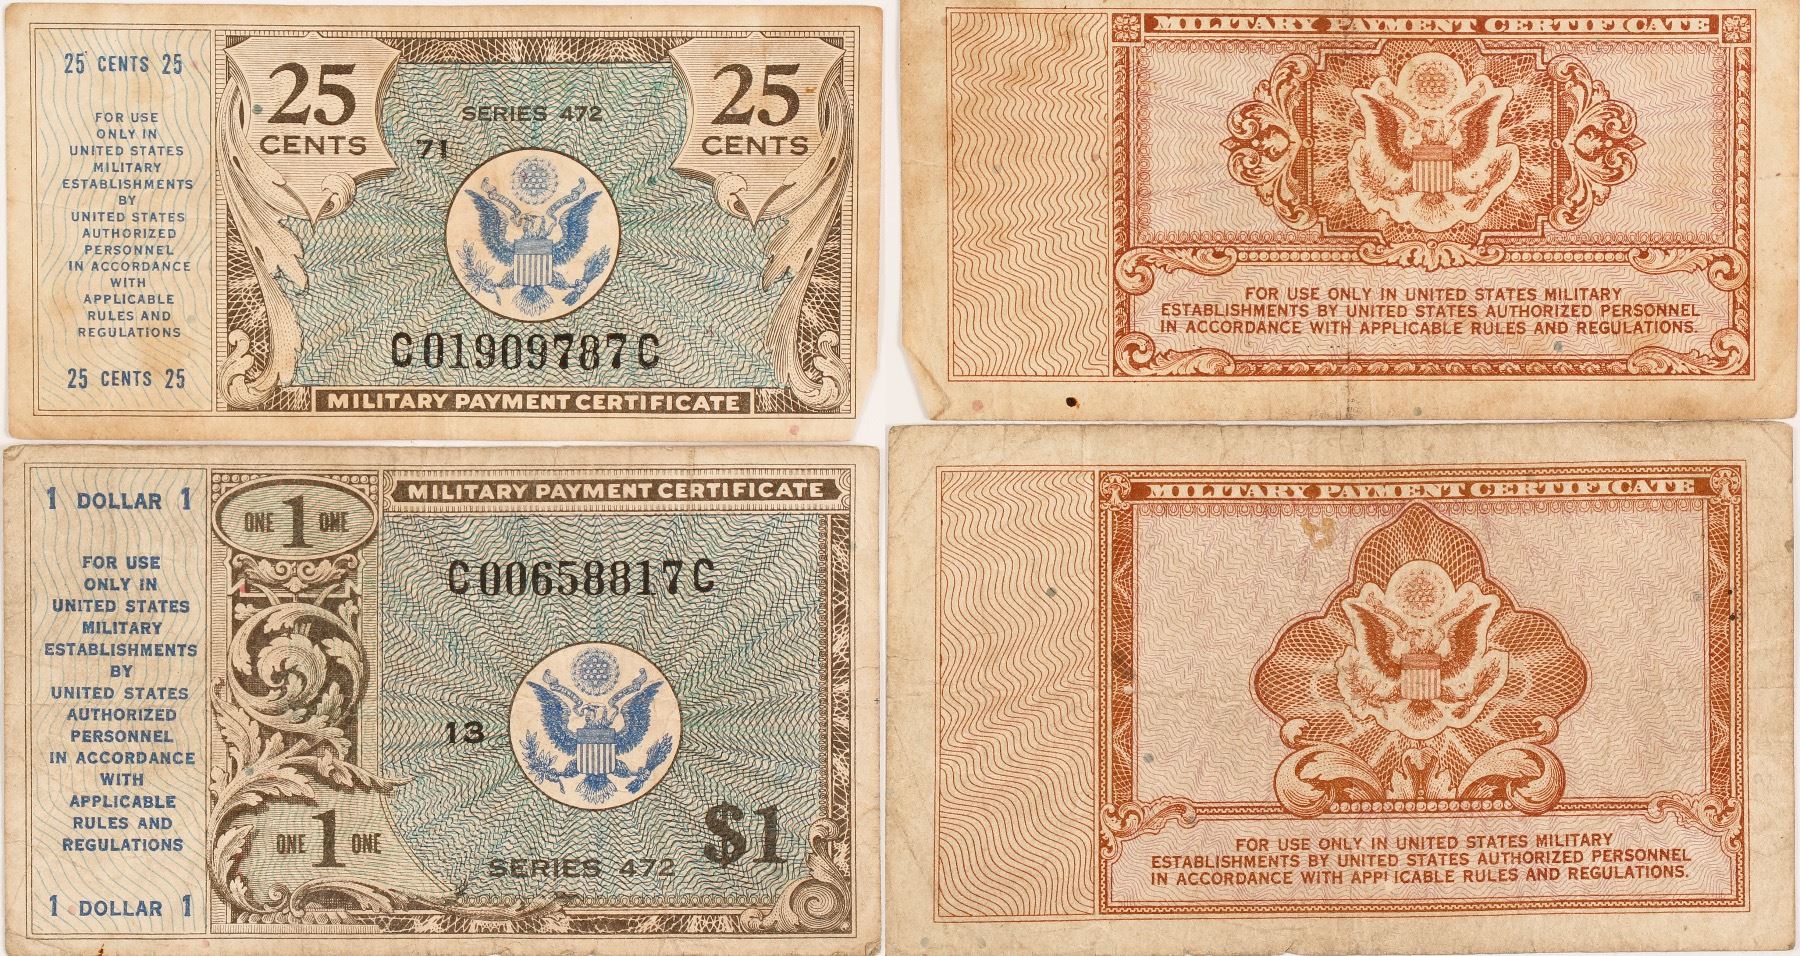 25 CENTS 25
FOR USE
ONLY IN
UNITED STATES
MILITARY
ESTABLISHMENTS
BY
UNITED STATES
AUTHORIZED
PERSONNEL
IN ACCORDANCE
WITH
APPLICABLE
RULES AND
REGULATIONS
25 CENTS 25
25
CENTS
SERIES 472
25
CENTS
71
C01909787C
MILITARY PAYMENT CERTIFICATE
MILITARY PAYMENT CERTIFICATE
FOR USE ONLY IN UNITED STATES MILITARY
ESTABLISHMENTS BY UNITED STATES AUTHORIZED PERSONNEL
IN ACCORDANCE WITH APPLICABLE RULES AND REGULATIONS.
1 DOLLAR 1
FOR USE
ONLY IN
UNITED STATES
MILITARY
ESTABLISHMENTS
BY
UNITED STATES
AUTHORIZED
PERSONNEL
IN ACCORDANCE
WITH
APPLICABLE
RULES AND
REGULATIONS
1 DOLLAR 1
ONE 1 ONE
MILITARY PAYMENT CERTIFICATE
C00658817C
13
$1
ONE 1 ONE
SERIES 472
MILITARY PAYMENT CERTIFICATE
FOR USE ONLY IN UNITED STATES MILITARY
ESTABLISHMENTS BY UNITED STATES AUTHORIZED PERSONNEL
IN ACCORDANCE WITH APPLICABLE RULES AND REGULATIONS.